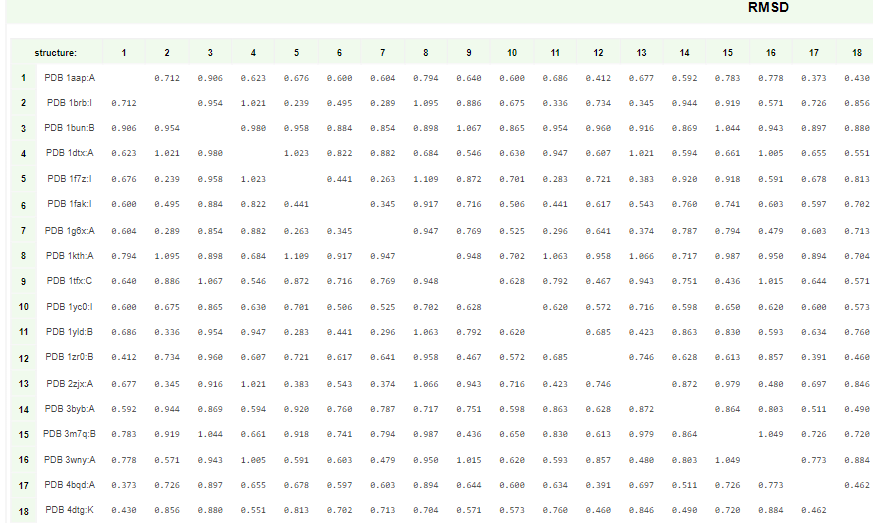 RMSD
structure: 1 2 3 4 5 6 7 8 9 10 11 12 13 14 15 16 17 18
1 PDB 1aap:A 0.712 0.906 0.623 0.676 0.600 0.604 0.794 0.640 0.600 0.686 0.412 0.677 0.592 0.783 0.778 0.373 0.430
2 PDB 1brb:I 0.712 0.954 1.021 0.239 0.495 0.289 1.095 0.886 0.675 0.336 0.734 0.345 0.944 0.919 0.571 0.726 0.856
3 PDB 1bun:B 0.906 0.954 0.980 0.958 0.884 0.854 0.898 1.067 0.865 0.954 0.960 0.916 0.869 1.044 0.943 0.897 0.880
4 PDB 1dtx:A 0.623 1.021 0.980 1.023 0.822 0.882 0.684 0.546 0.630 0.947 0.607 1.021 0.594 0.661 1.005 0.655 0.551
5 PDB 1f7z:I 0.676 0.239 0.958 1.023 0.441 0.263 1.109 0.872 0.701 0.283 0.721 0.383 0.920 0.918 0.591 0.678 0.813
6 PDB 1fak:I 0.600 0.495 0.884 0.822 0.441 0.345 0.917 0.716 0.506 0.441 0.617 0.543 0.760 0.741 0.603 0.597 0.702
7 PDB 1g6x:A 0.604 0.289 0.854 0.882 0.263 0.345 0.947 0.769 0.525 0.296 0.641 0.374 0.787 0.794 0.479 0.603 0.713
8 PDB 1kth:A 0.794 1.095 0.898 0.684 1.109 0.917 0.947 0.948 0.702 1.063 0.958 1.066 0.717 0.987 0.950 0.894 0.704
9 PDB 1tfx:C 0.640 0.886 1.067 0.546 0.872 0.716 0.769 0.948 0.628 0.792 0.467 0.943 0.751 0.436 1.015 0.644 0.571
10 PDB 1yc0:I 0.600 0.675 0.865 0.630 0.701 0.506 0.525 0.702 0.628 0.620 0.572 0.716 0.598 0.650 0.620 0.600 0.573
11 PDB 1yld:B 0.686 0.336 0.954 0.947 0.283 0.441 0.296 1.063 0.792 0.620 0.685 0.423 0.863 0.830 0.593 0.634 0.760
12 PDB 1zr0:B 0.412 0.734 0.960 0.607 0.721 0.617 0.641 0.958 0.467 0.572 0.685 0.746 0.628 0.613 0.857 0.391 0.460
13 PDB 2zjx:A 0.677 0.345 0.916 1.021 0.383 0.543 0.374 1.066 0.943 0.716 0.423 0.746 0.872 0.979 0.480 0.697 0.846
14 PDB 3byb:A 0.592 0.944 0.869 0.594 0.920 0.760 0.787 0.717 0.751 0.598 0.863 0.628 0.872 0.864 0.803 0.511 0.490
15 PDB 3m7q:B 0.783 0.919 1.044 0.661 0.918 0.741 0.794 0.987 0.436 0.650 0.830 0.613 0.979 0.864 1.049 0.726 0.720
16 PDB 3wny:A 0.778 0.571 0.943 1.005 0.591 0.603 0.479 0.950 1.015 0.620 0.593 0.857 0.480 0.803 1.049 0.773 0.884
17 PDB 4bqd:A 0.373 0.726 0.897 0.655 0.678 0.597 0.603 0.894 0.644 0.600 0.634 0.391 0.697 0.511 0.726 0.773 0.462
18 PDB 4dtg:K 0.430 0.856 0.880 0.551 0.813 0.702 0.713 0.704 0.571 0.573 0.760 0.460 0.846 0.490 0.720 0.884 0.462